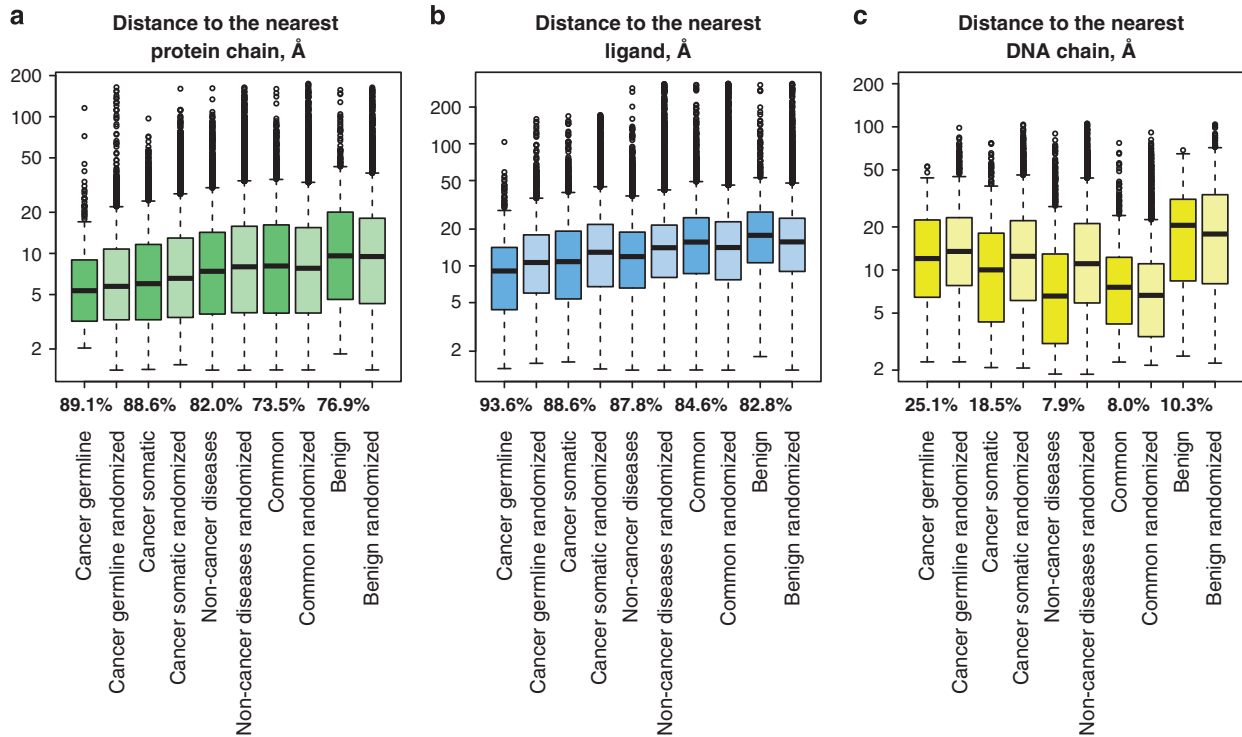 a
Distance to the nearest
protein chain, Å
200
100
50
20
10
5
2
89.1%
88.6%
82.0%
73.5%
76.9%
Cancer germline
Cancer germline randomized
Cancer somatic
Cancer somatic randomized
Non-cancer diseases
Non-cancer diseases randomized
Common
Common randomized
Benign
Benign randomized
b
Distance to the nearest
ligand, Å
200
100
50
20
10
5
2
93.6%
88.6%
87.8%
84.6%
82.8%
Cancer germline
Cancer germline randomized
Cancer somatic
Cancer somatic randomized
Non-cancer diseases
Non-cancer diseases randomized
Common
Common randomized
Benign
Benign randomized
c
Distance to the nearest
DNA chain, Å
200
100
50
20
10
5
2
25.1%
18.5%
7.9%
8.0%
10.3%
Cancer germline
Cancer germline randomized
Cancer somatic
Cancer somatic randomized
Non-cancer diseases
Non-cancer diseases randomized
Common
Common randomized
Benign
Benign randomized